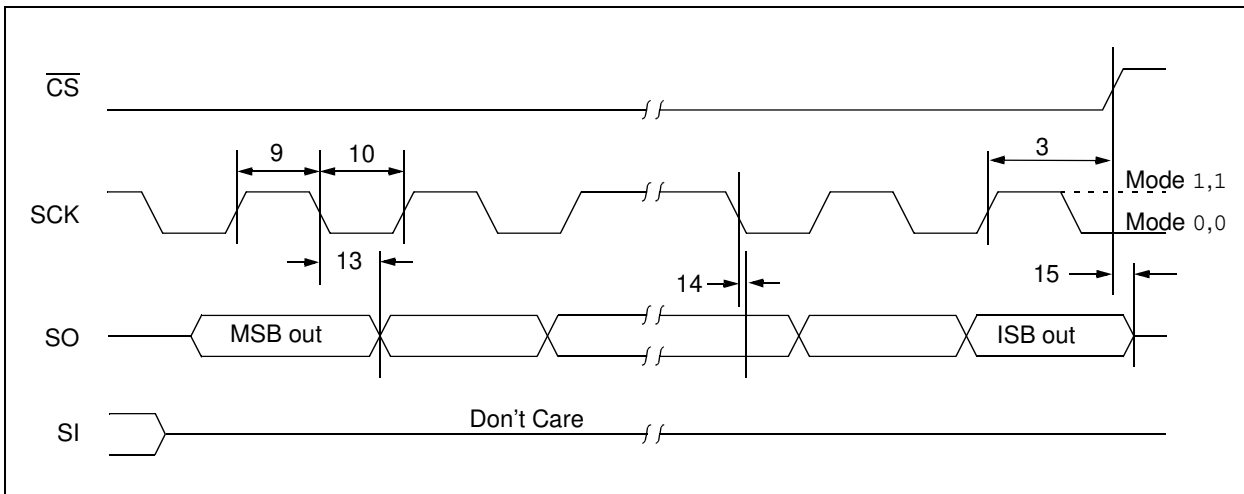 CS
9
10
3
Mode 1,1
SCK
Mode 0,0
13
14
15
SO
MSB out
ISB out
Don't Care
SI